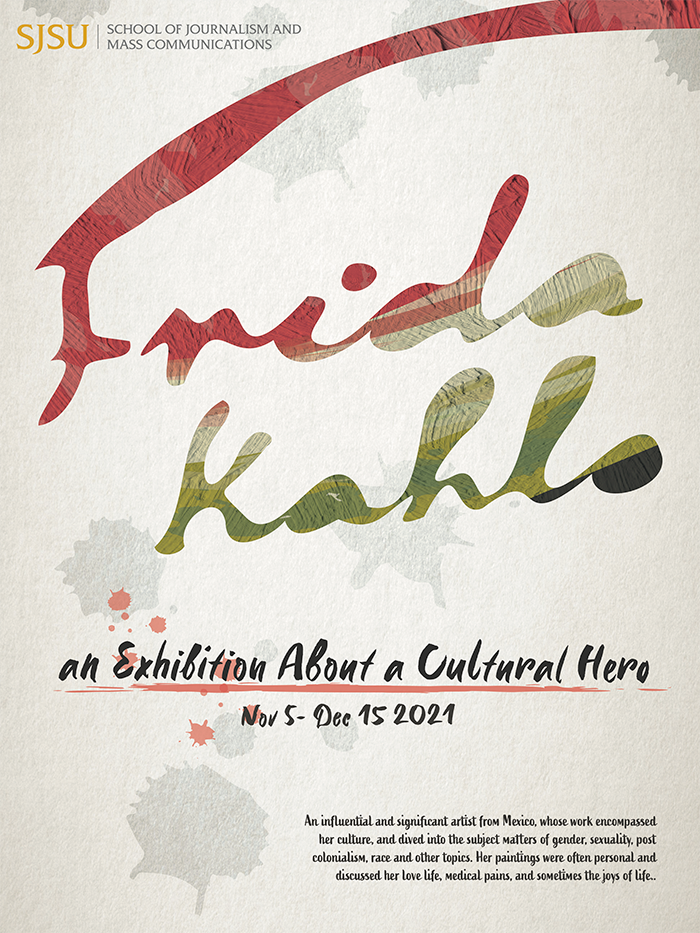 SJSU
SCHOOL OF JOURNALISM AND
MASS COMMUNICATIONS
Frida
Kahlo
an Exhibition About a Cultural Hero
Nov 5- Dec 15 2021
An influential and significant artist from Mexico, whose work encompassed
her culture, and dived into the subject matters of gender, sexuality, post
colonialism, race and other topics. Her paintings were often personal and
discussed her love life, medical pains, and sometimes the joys of life..